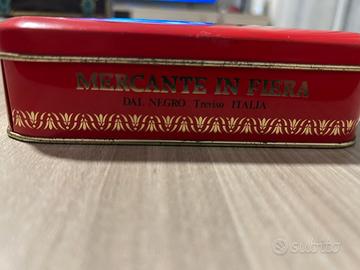 MERCANTE IN FIERA
DAL NEGRO Treviso ITALIA
subito